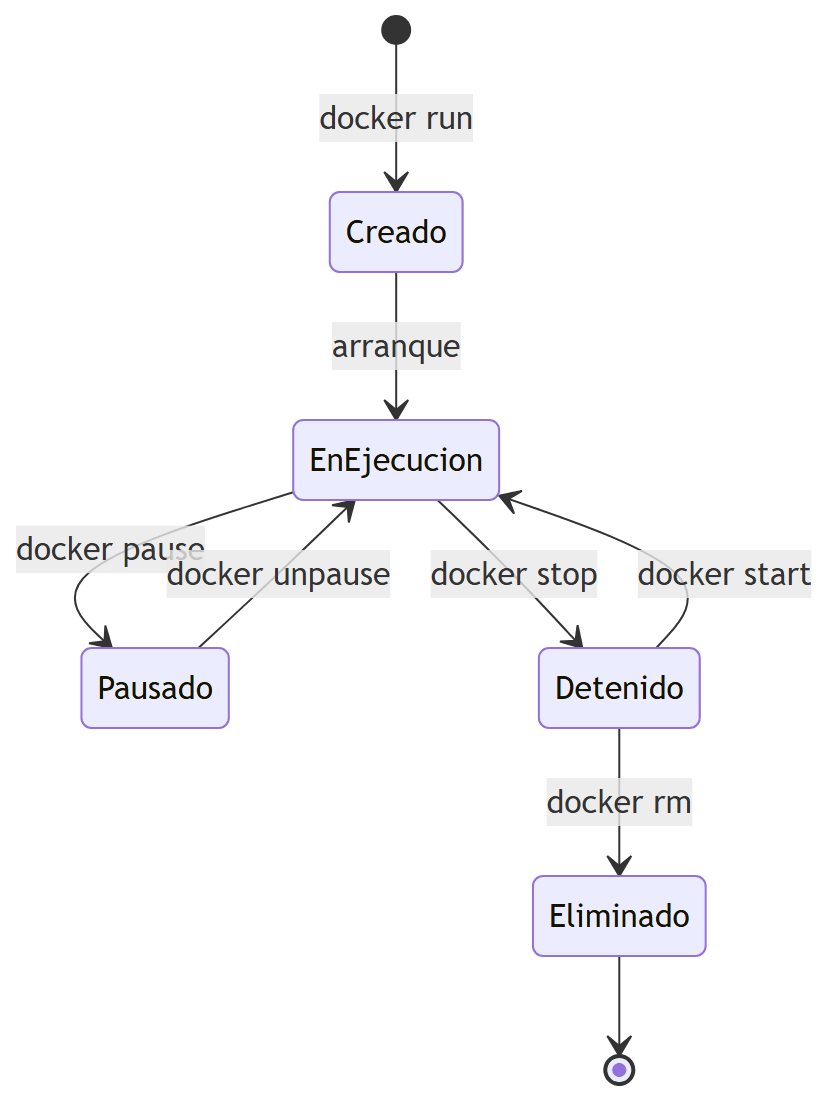 docker run
Creado
arranque
EnEjecucion
docker pause
docker unpause
docker stop
docker start
Pausado
Detenido
docker rm
Eliminado